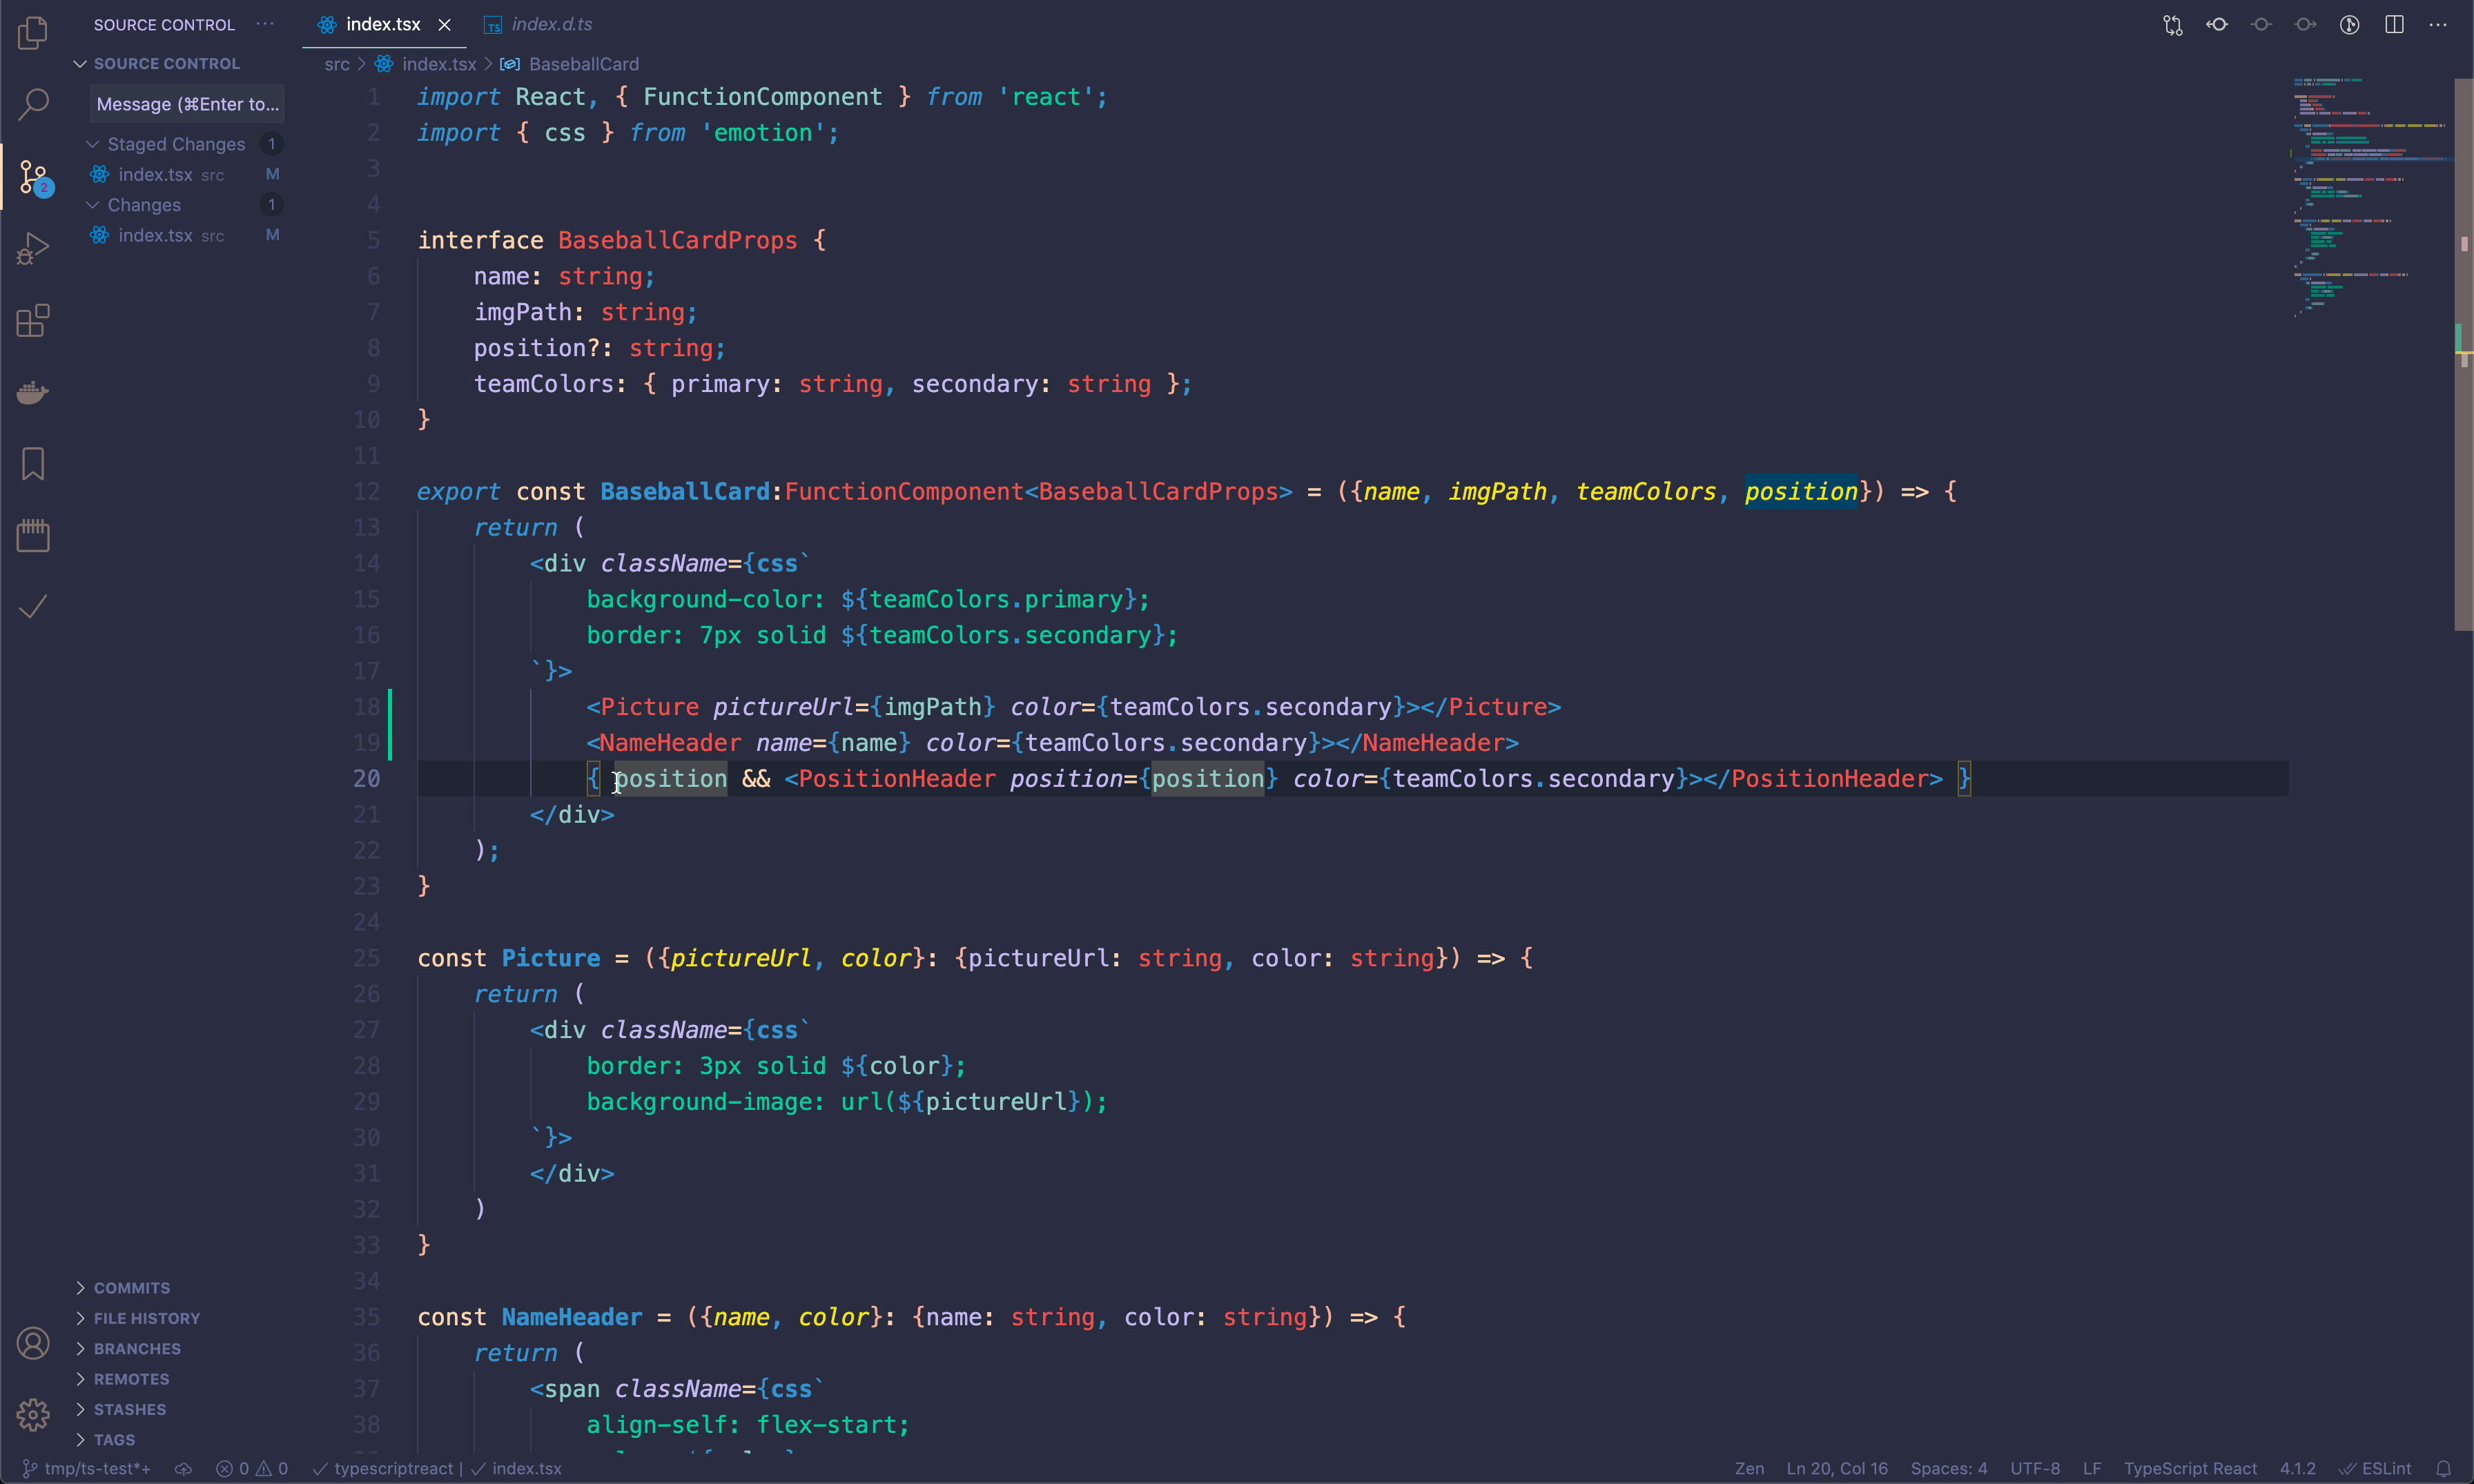 SOURCE CONTROL ···
index.tsx
TS index.d.ts
SOURCE CONTROL
src > index.tsx > BaseballCard
Message (⌘Enter to...
Staged Changes 1
index.tsx src M
Changes 1
index.tsx src M
2
1 import React, { FunctionComponent } from 'react';
2 import { css } from 'emotion';
3
4
5 interface BaseballCardProps {
6 name: string;
7 imgPath: string;
8 position?: string;
9 teamColors: { primary: string, secondary: string };
10 }
11
12 export const BaseballCard:FunctionComponent<BaseballCardProps> = ({name, imgPath, teamColors, position}) => {
13 return (
14 <div className={css`
15 background-color: ${teamColors.primary};
16 border: 7px solid ${teamColors.secondary};
17 `}>
18 <Picture pictureUrl={imgPath} color={teamColors.secondary}></Picture>
19 <NameHeader name={name} color={teamColors.secondary}></NameHeader>
20 { position && <PositionHeader position={position} color={teamColors.secondary}></PositionHeader> }
21 </div>
22 );
23 }
24
25 const Picture = ({pictureUrl, color}: {pictureUrl: string, color: string}) => {
26 return (
27 <div className={css`
28 border: 3px solid ${color};
29 background-image: url(${pictureUrl});
30 `}>
31 </div>
32 )
33 }
34
35 const NameHeader = ({name, color}: {name: string, color: string}) => {
36 return (
37 <span className={css`
38 align-self: flex-start;
COMMITS
FILE HISTORY
BRANCHES
REMOTES
STASHES
TAGS
tmp/ts-test*+ 0 0 typescriptreact | index.tsx
Zen Ln 20, Col 16 Spaces: 4 UTF-8 LF TypeScript React 4.1.2 ESLint